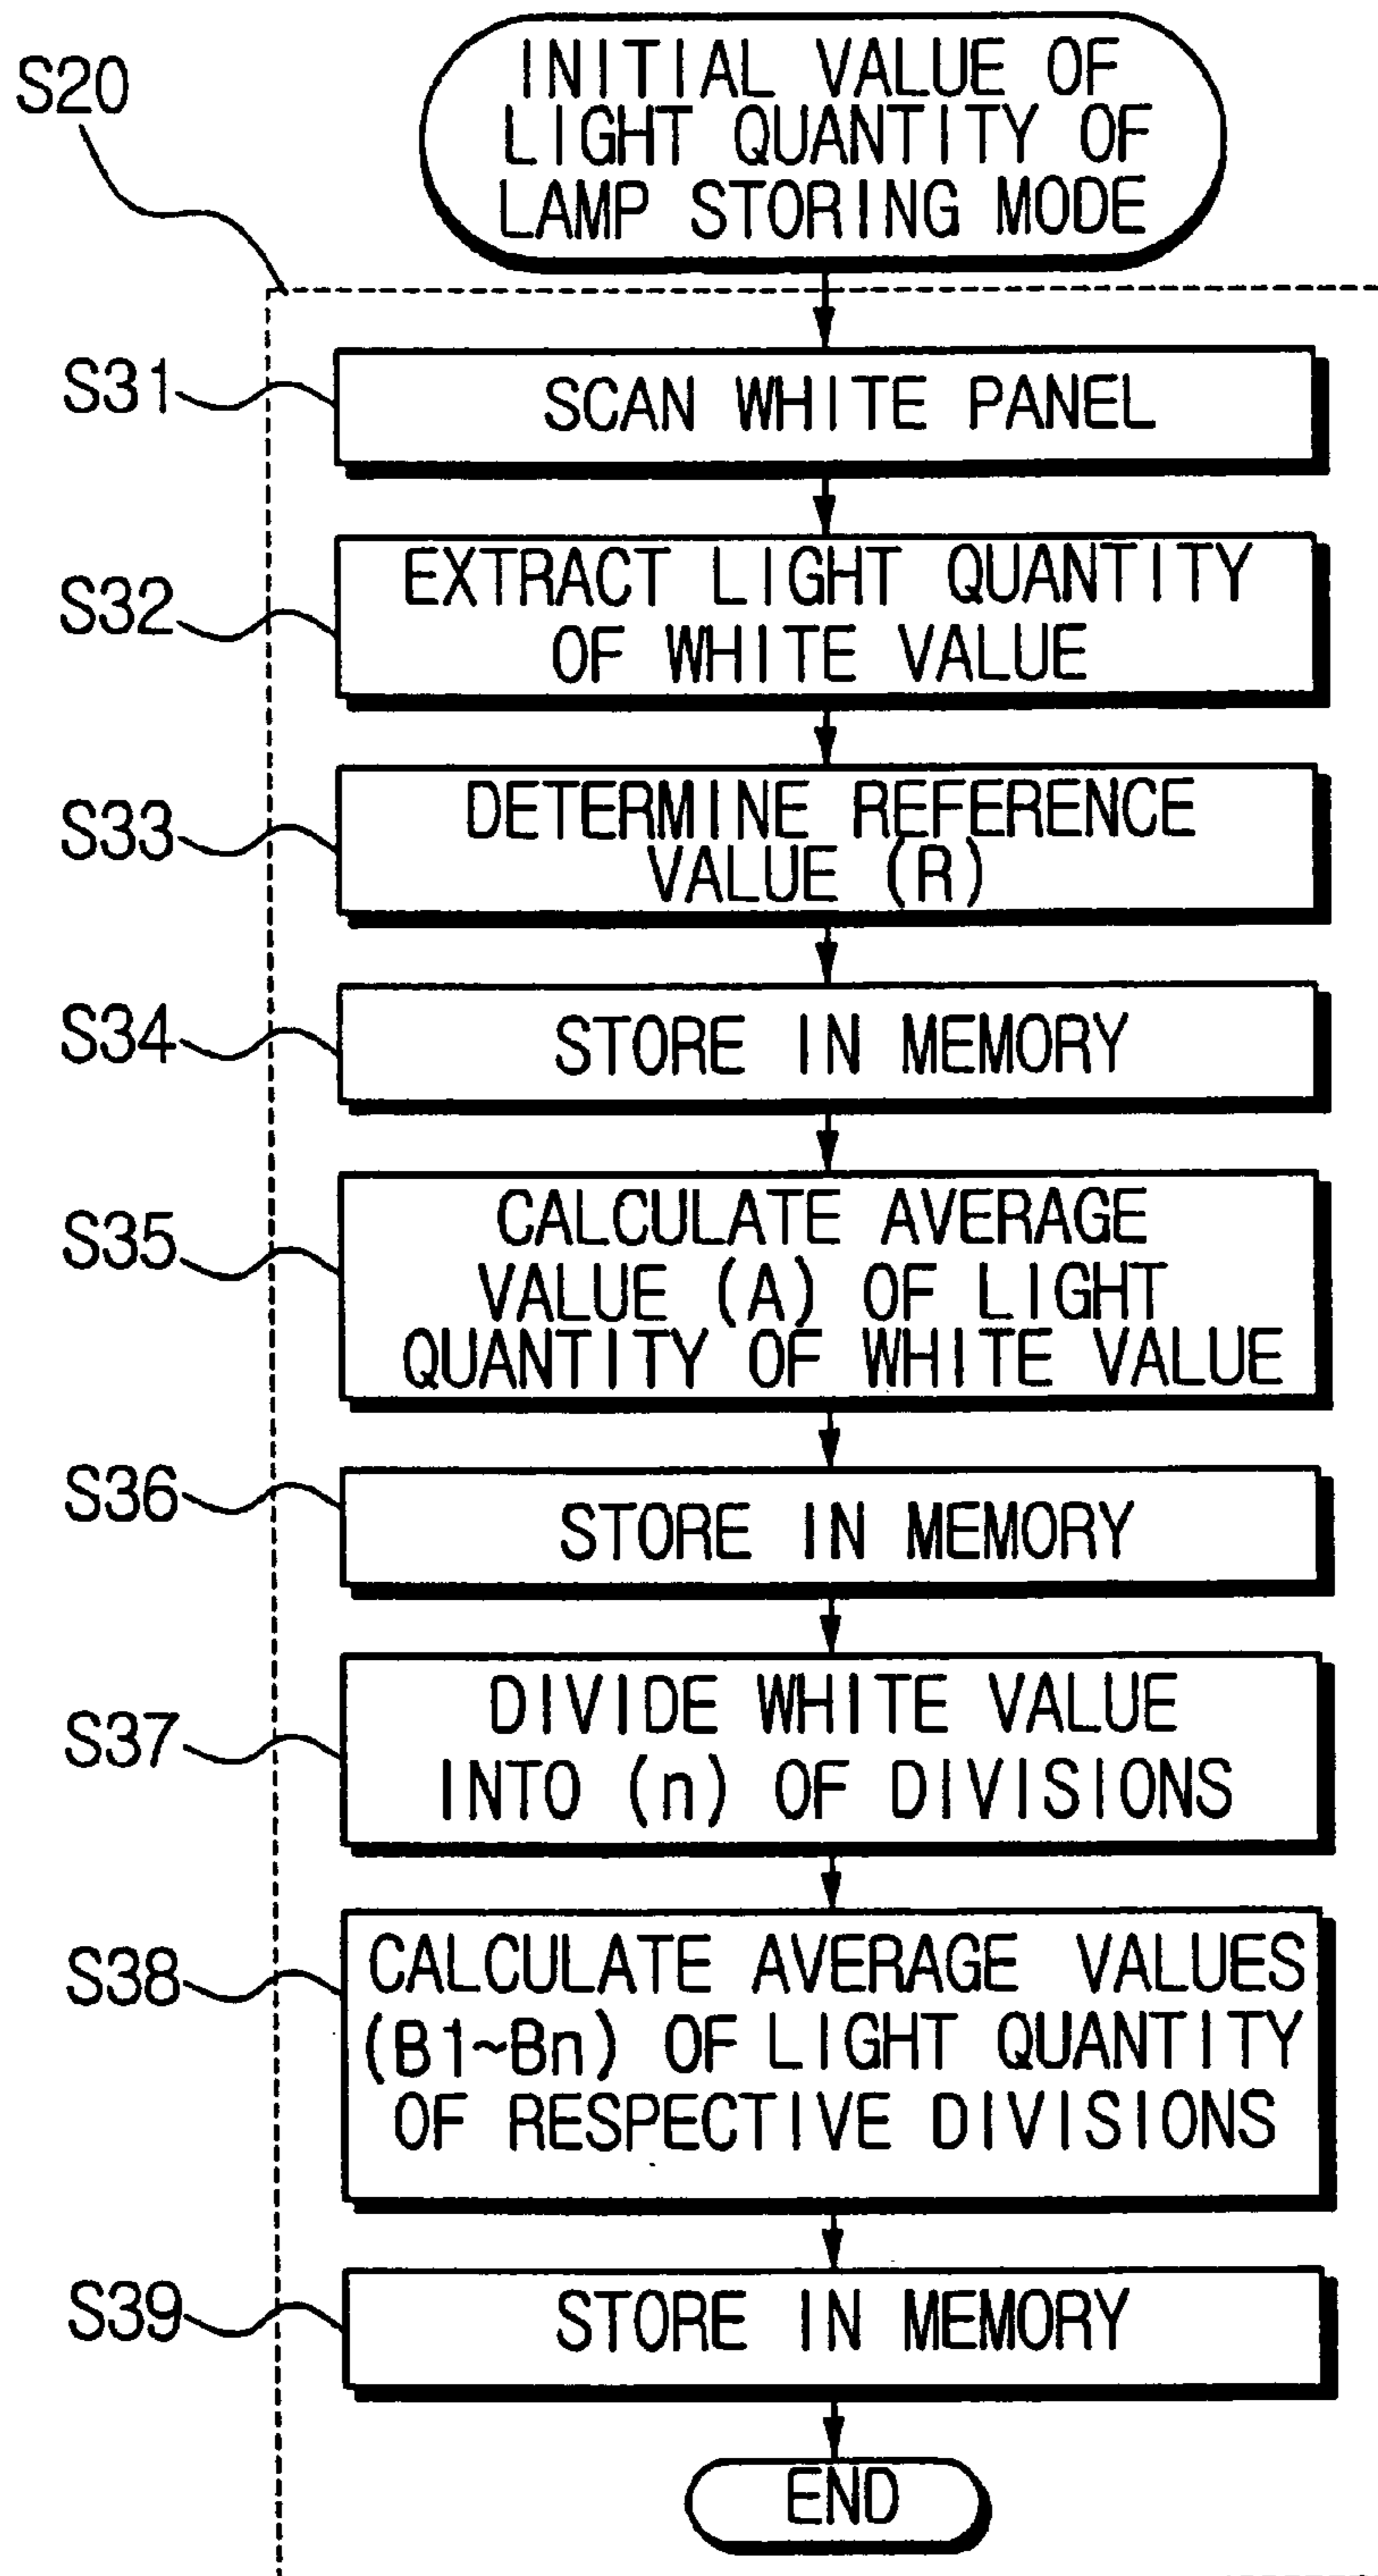 S20
INITIAL VALUE OF
LIGHT QUANTITY OF
LAMP STORING MODE
S31
SCAN WHITE PANEL
S32
EXTRACT LIGHT QUANTITY
OF WHITE VALUE
S33
DETERMINE REFERENCE
VALUE (R)
S34
STORE IN MEMORY
S35
CALCULATE AVERAGE
VALUE (A) OF LIGHT
QUANTITY OF WHITE VALUE
S36
STORE IN MEMORY
S37
DIVIDE WHITE VALUE
INTO (n) OF DIVISIONS
S38
CALCULATE AVERAGE VALUES
(B1~Bn) OF LIGHT QUANTITY
OF RESPECTIVE DIVISIONS
S39
STORE IN MEMORY
END